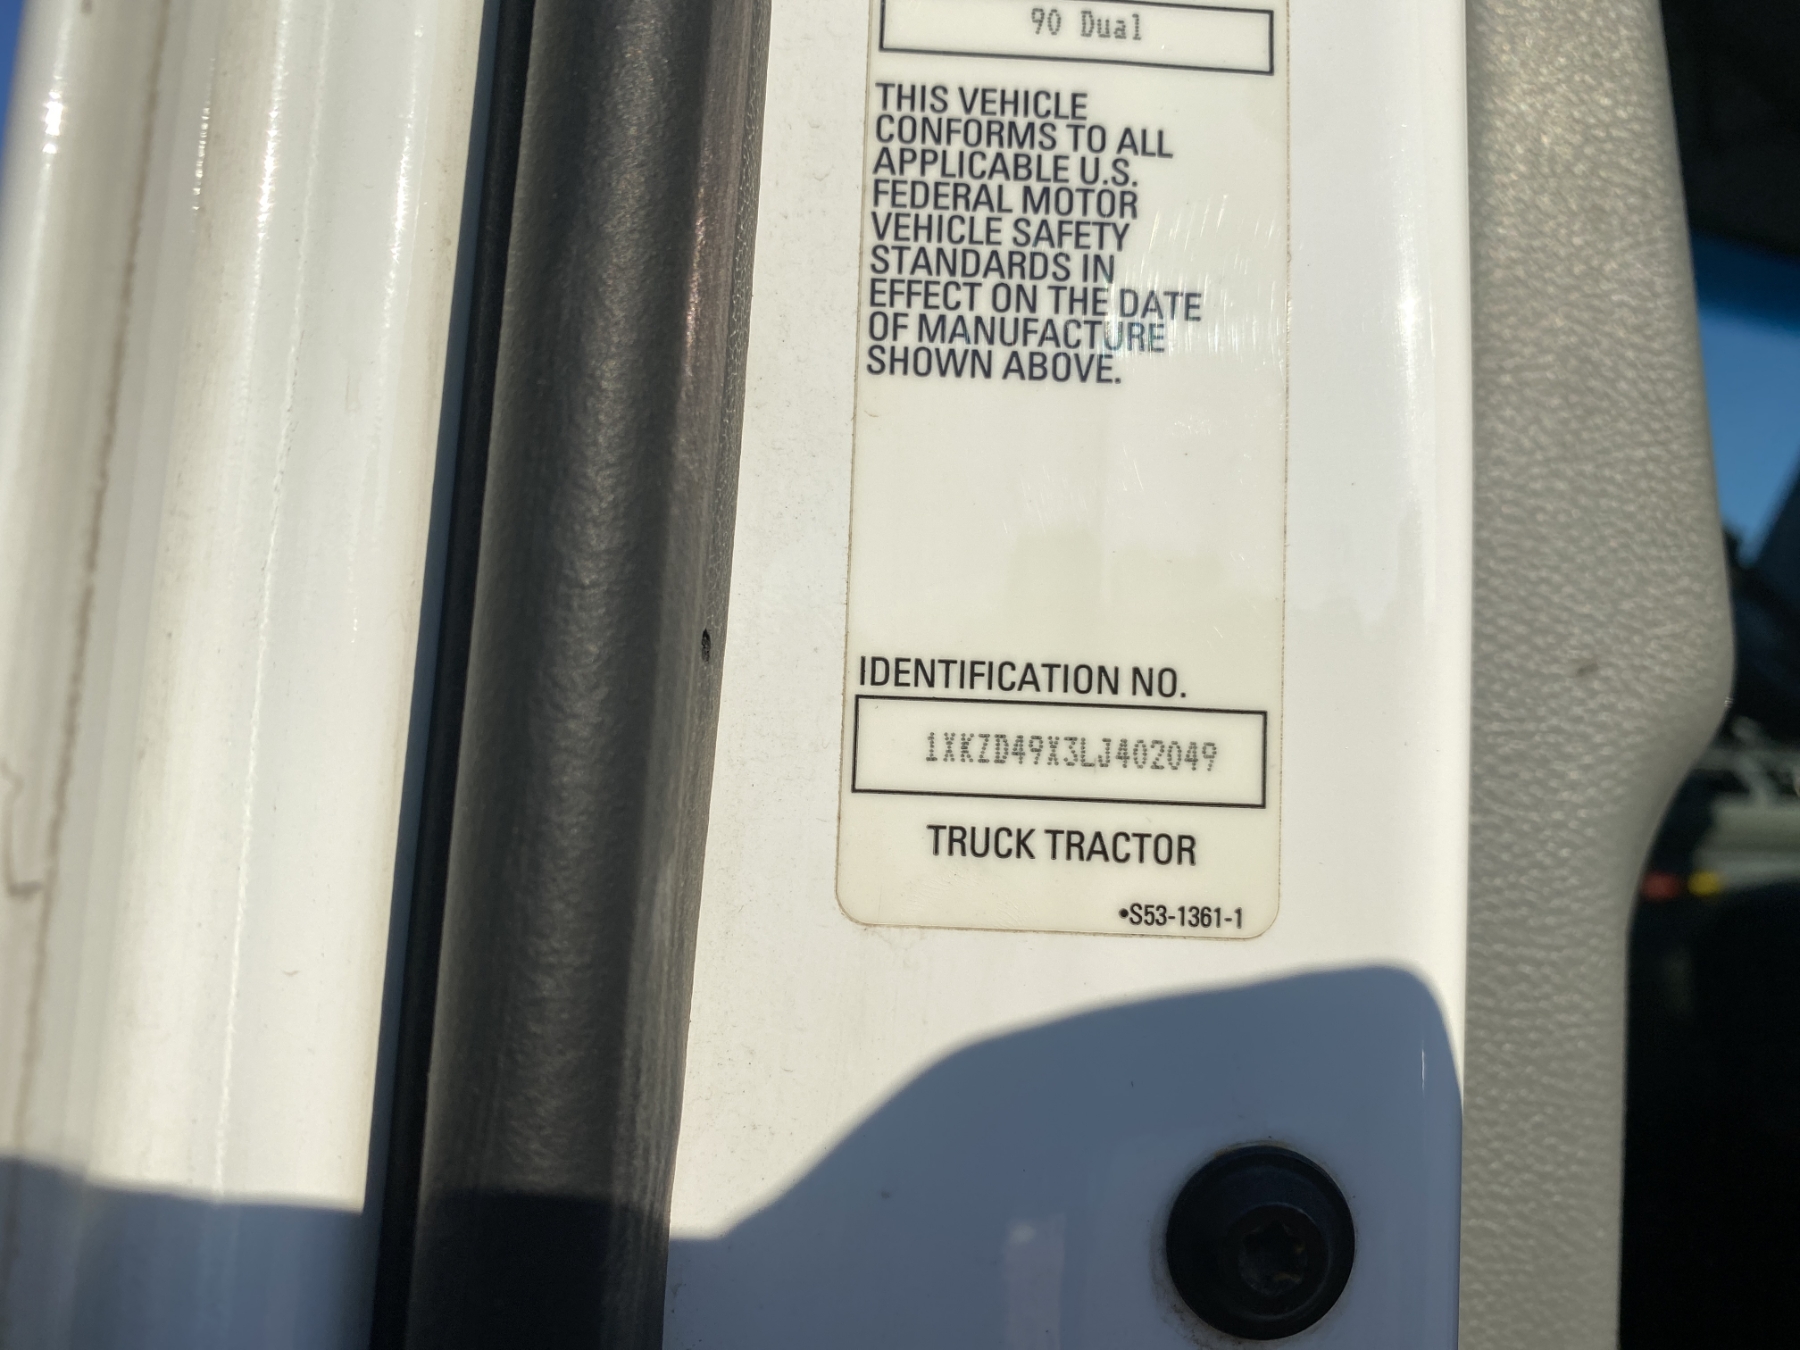 90 Dual
THIS VEHICLE
CONFORMS TO ALL
APPLICABLE U.S.
FEDERAL MOTOR
VEHICLE SAFETY
STANDARDS IN
EFFECT ON THE DATE
OF MANUFACTURE
SHOWN ABOVE.
IDENTIFICATION NO.
1XKZD49X3LJ402049
TRUCK TRACTOR
•S53-1361-1